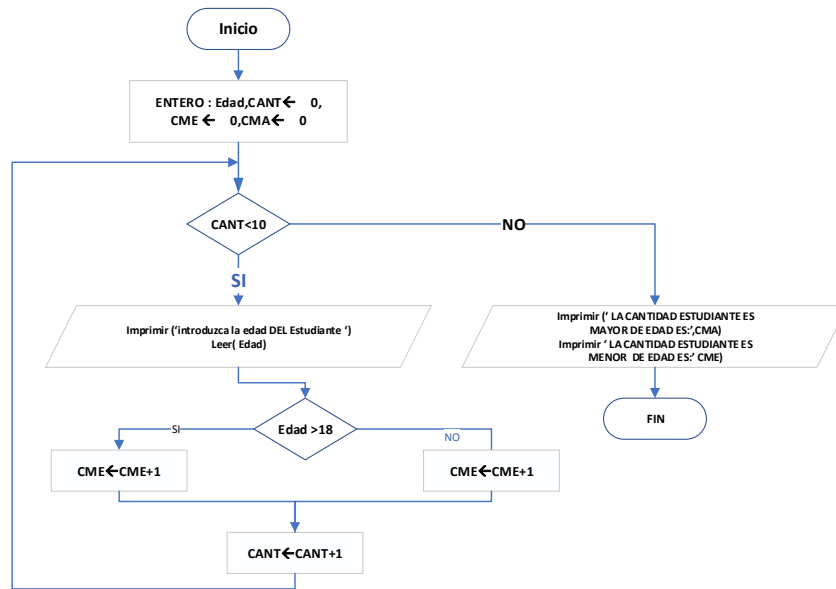 Inicio
ENTERO : Edad,CANT🡨 0,
CME 🡨 0,CMA🡨 0
CANT<10
NO
SI
Imprimir (‘introduzca la edad DEL Estudiante ‘)
Leer( Edad)
Imprimir (‘ LA CANTIDAD ESTUDIANTE ES
MAYOR DE EDAD ES:’,CMA)
Imprimir ‘ LA CANTIDAD ESTUDIANTE ES
MENOR DE EDAD ES:’ CME)
FIN
Edad >18
SI
NO
CME🡨CME+1
CME🡨CME+1
CANT🡨CANT+1